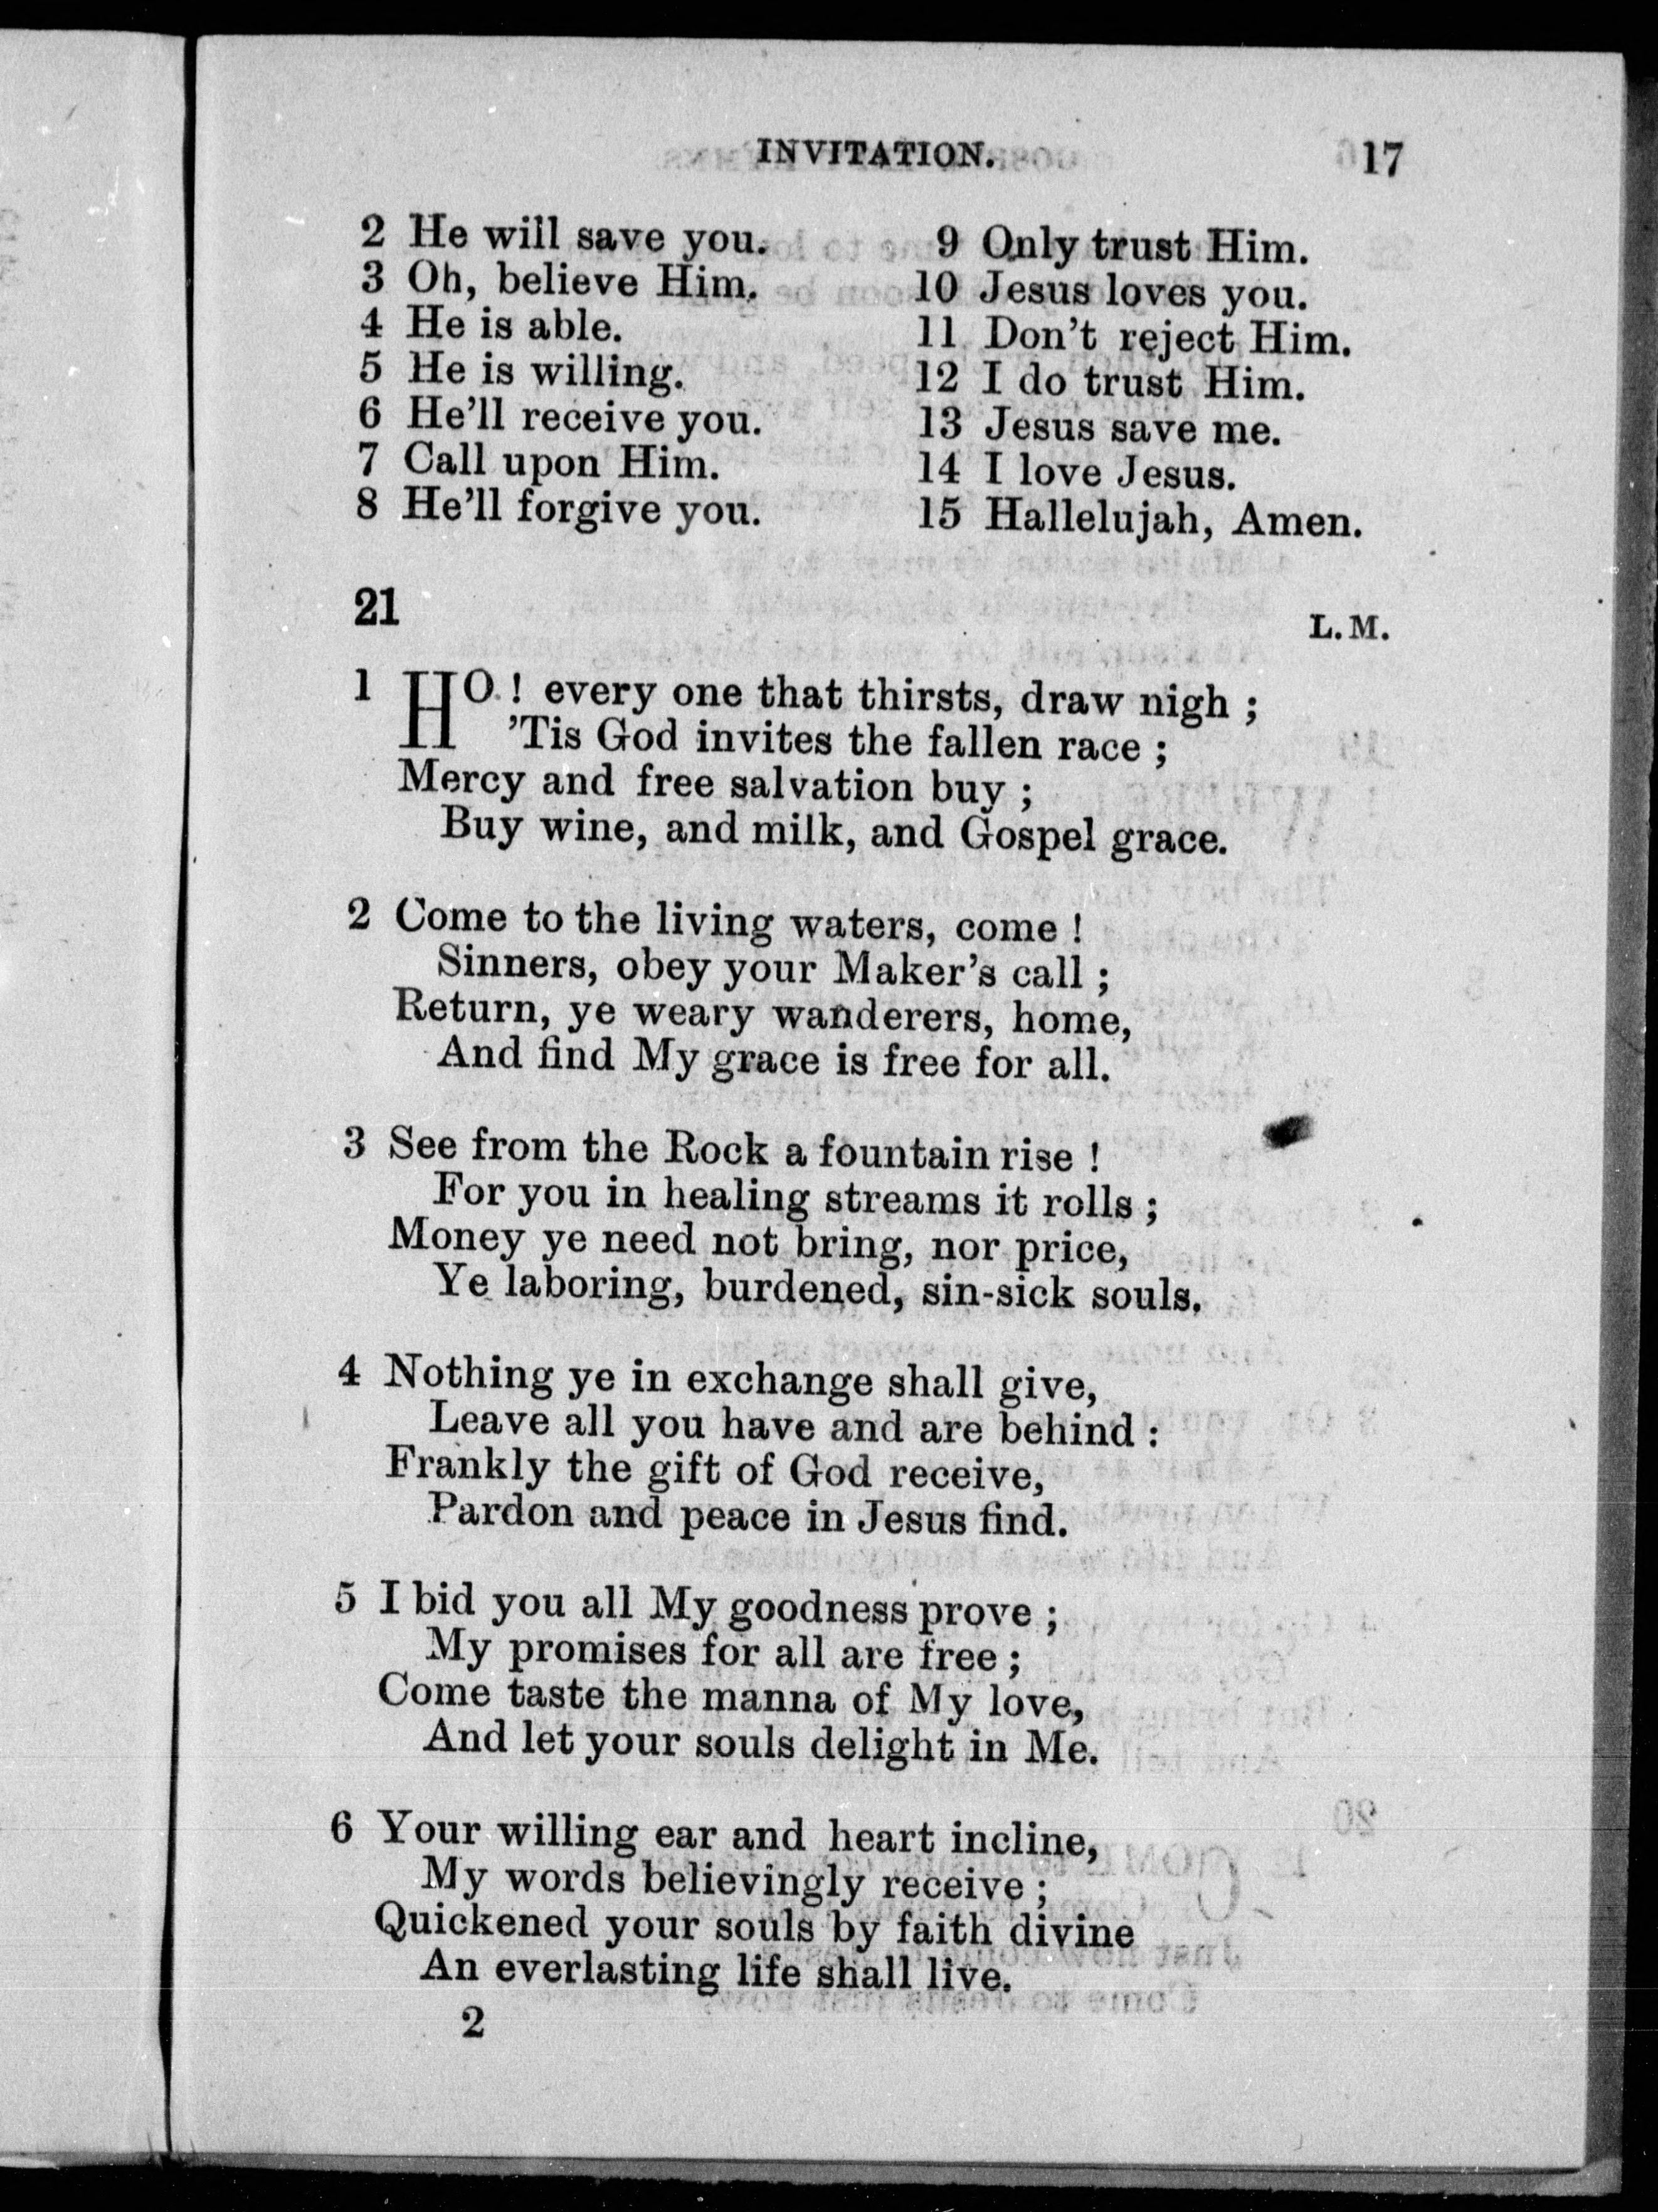 INVITATION. 17
2 He will save you.
3 Oh, believe Him.
4 He is able.
5 He is willing.
6 He'll receive you.
7 Call upon Him.
8 He'll forgive you.
9 Only trust Him.
10 Jesus loves you.
11 Don't reject Him.
12 I do trust Him.
13 Jesus save me.
14 I love Jesus.
15 Hallelujah, Amen.
21
L. M.
1 HO! every one that thirsts, draw nigh ;
'Tis God invites the fallen race ;
Mercy and free salvation buy ;
Buy wine, and milk, and Gospel grace.
2 Come to the living waters, come !
Sinners, obey your Maker's call ;
Return, ye weary wanderers, home,
And find My grace is free for all.
3 See from the Rock a fountain rise !
For you in healing streams it rolls ;
Money ye need not bring, nor price,
Ye laboring, burdened, sin-sick souls.
4 Nothing ye in exchange shall give,
Leave all you have and are behind :
Frankly the gift of God receive,
Pardon and peace in Jesus find.
5 I bid you all My goodness prove ;
My promises for all are free ;
Come taste the manna of My love,
And let your souls delight in Me.
6 Your willing ear and heart incline,
My words believingly receive ;
Quickened your souls by faith divine
An everlasting life shall live.
2